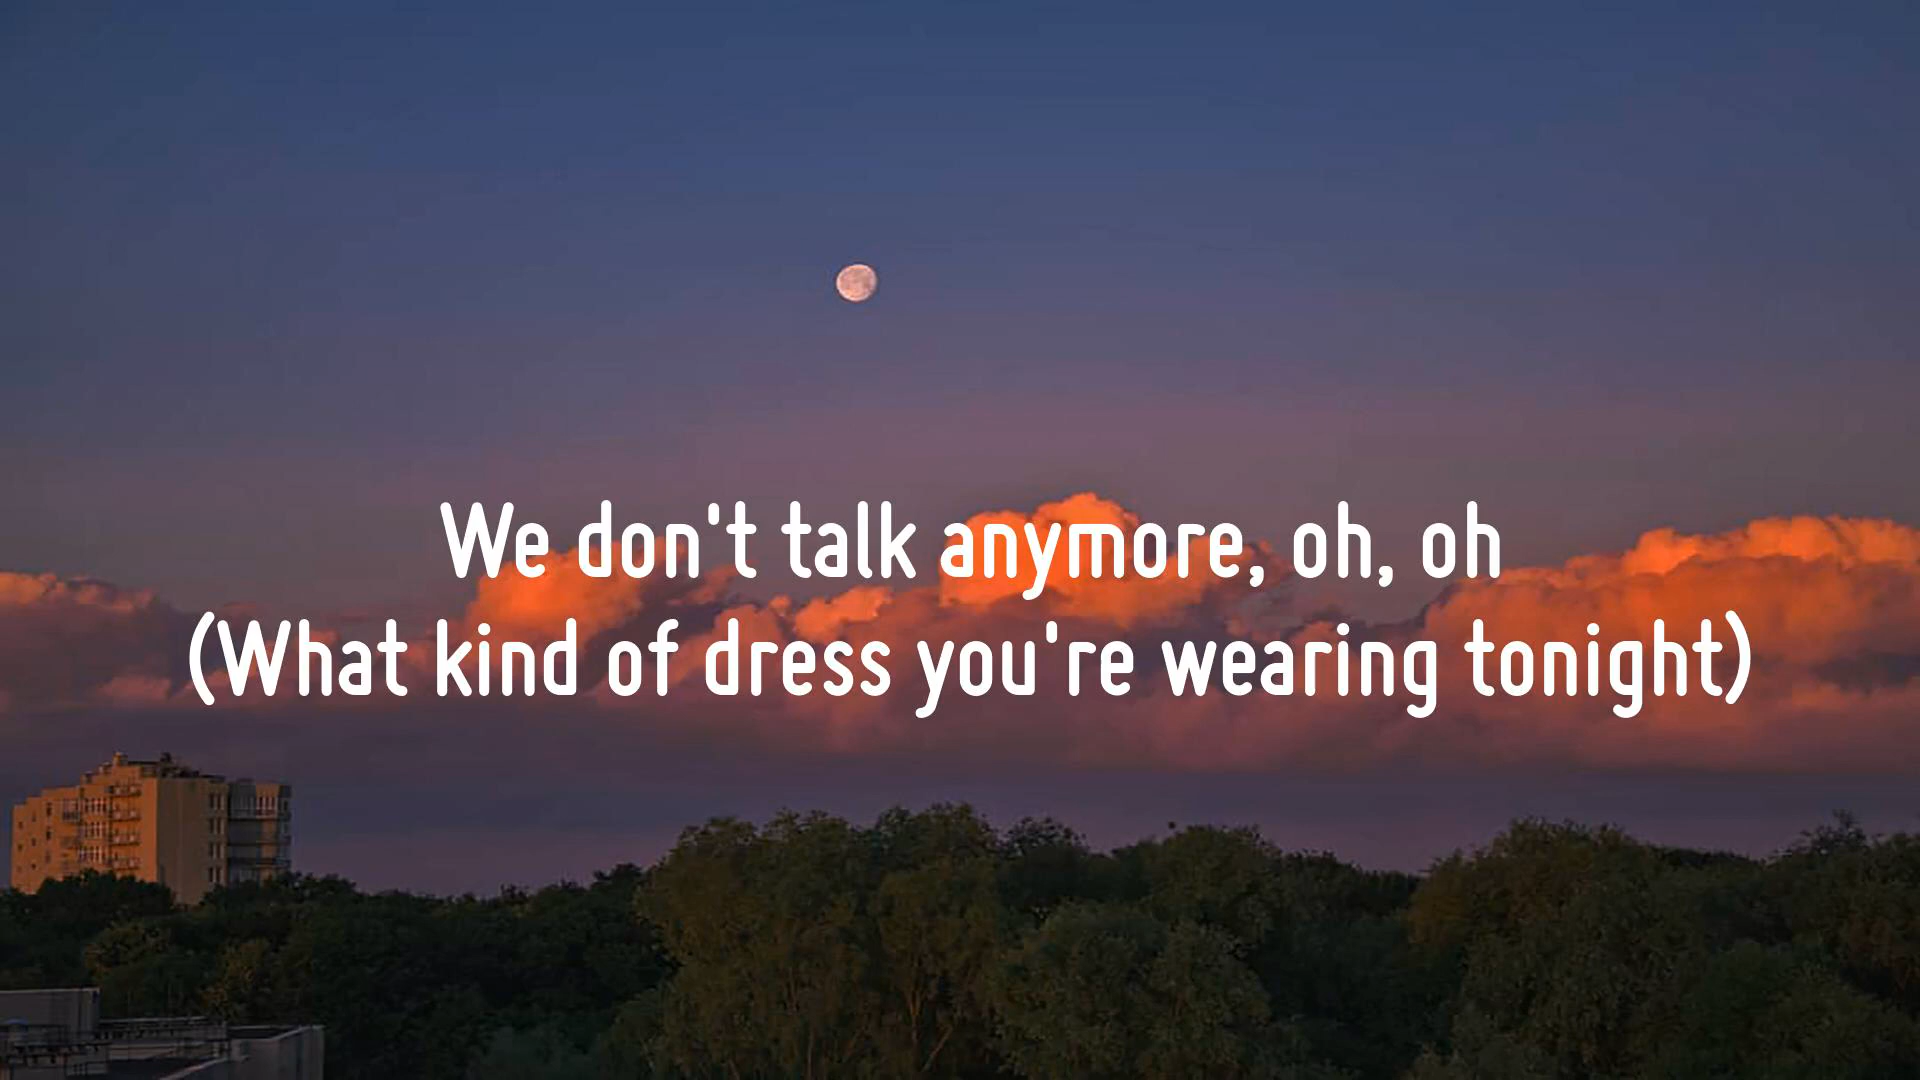 We don't talk anymore, oh, oh
(What kind of dress you're wearing tonight)